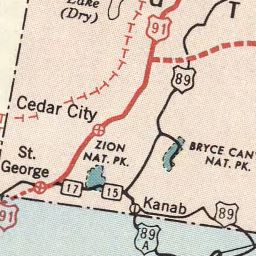 Lake
(Dry)
T
91
89
Cedar City
ZION
NAT. PK.
BRYCE CAN
NAT. PK.
St.
George
17
15
Kanab
89
91
89
A